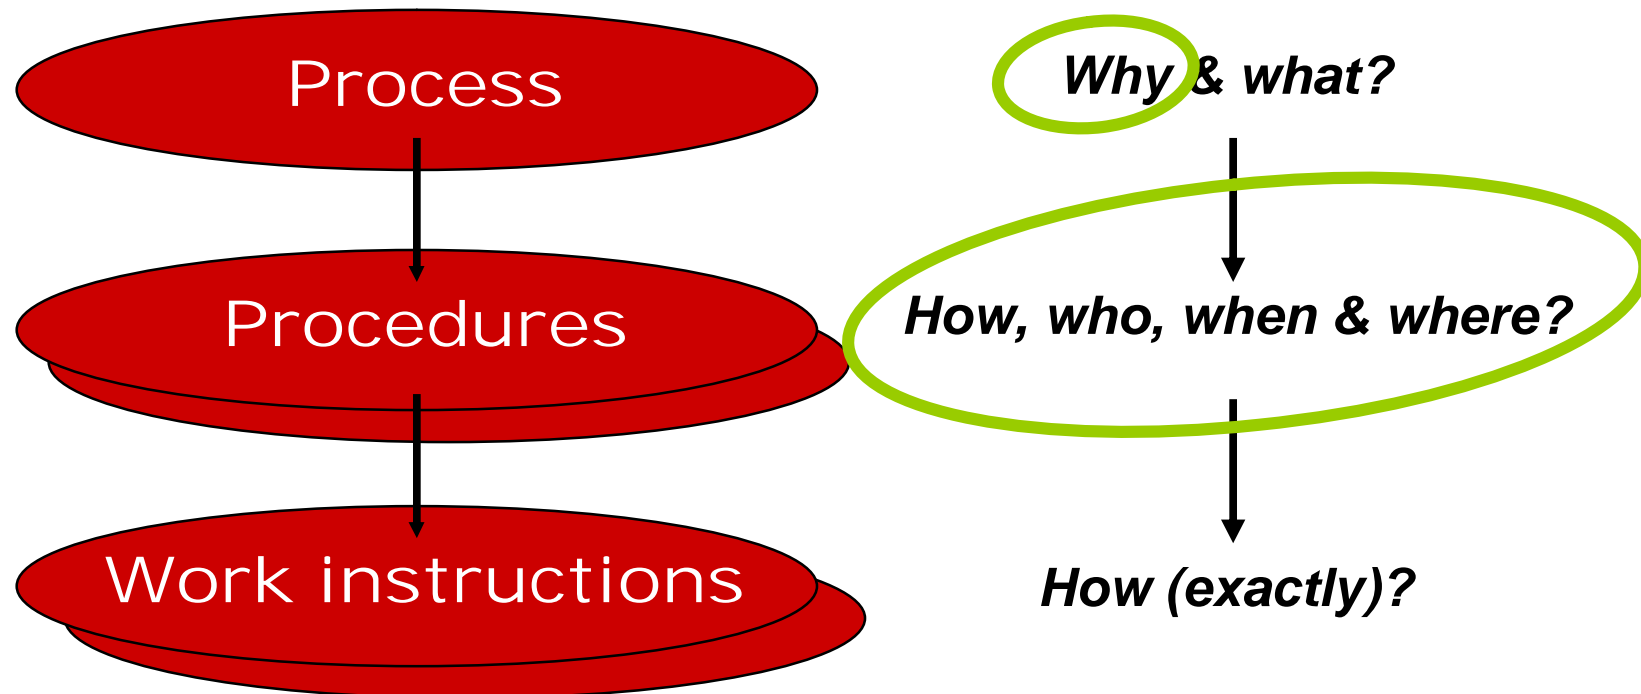 Process
Why & what?
Procedures
How, who, when & where?
Work instructions
How (exactly)?